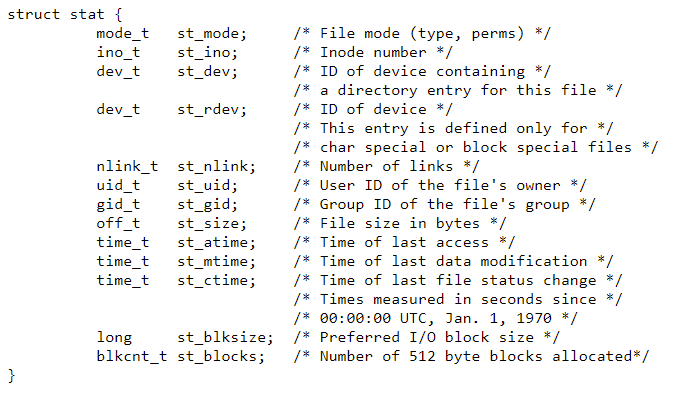 struct stat {
mode_t st_mode; /* File mode (type, perms) */
ino_t st_ino; /* Inode number */
dev_t st_dev; /* ID of device containing */
/* a directory entry for this file */
dev_t st_rdev; /* ID of device */
/* This entry is defined only for */
/* char special or block special files */
nlink_t st_nlink; /* Number of links */
uid_t st_uid; /* User ID of the file's owner */
gid_t st_gid; /* Group ID of the file's group */
off_t st_size; /* File size in bytes */
time_t st_atime; /* Time of last access */
time_t st_mtime; /* Time of last data modification */
time_t st_ctime; /* Time of last file status change */
/* Times measured in seconds since */
/* 00:00:00 UTC, Jan. 1, 1970 */
long st_blksize; /* Preferred I/O block size */
blkcnt_t st_blocks; /* Number of 512 byte blocks allocated*/
}